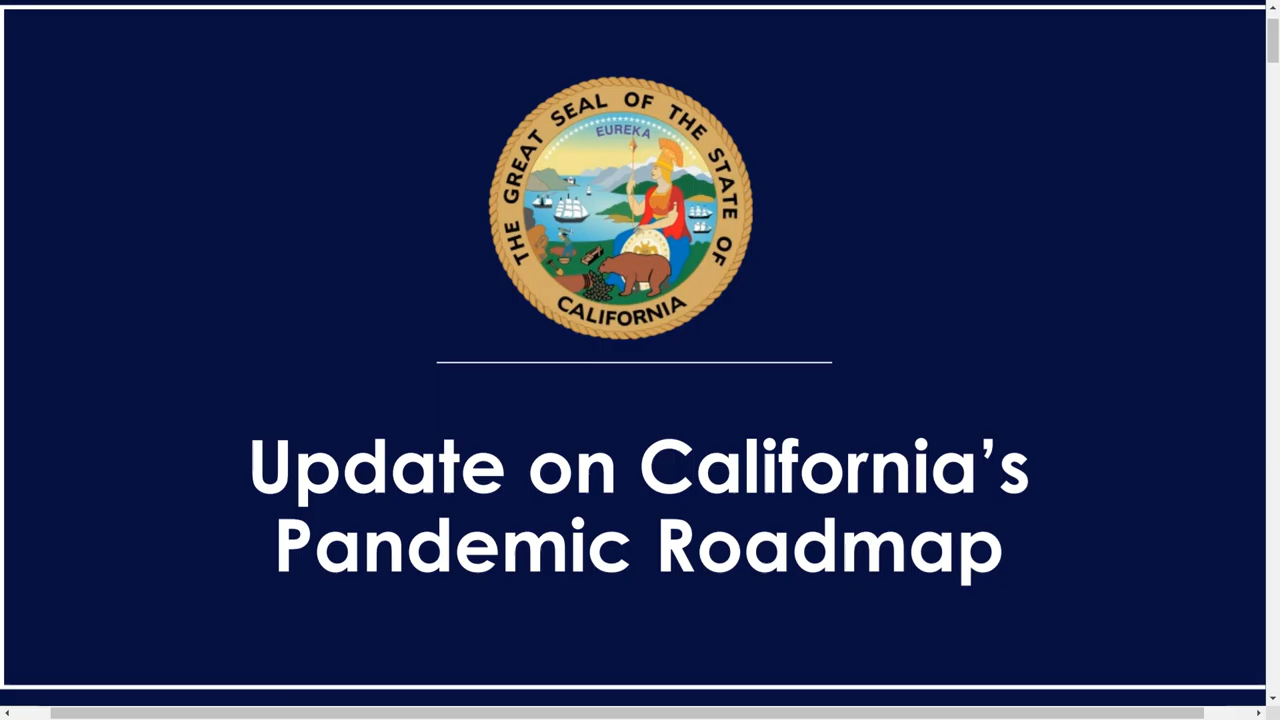 THE GREAT SEAL OF THE STATE OF CALIFORNIA
EUREKA
Update on California’s
Pandemic Roadmap